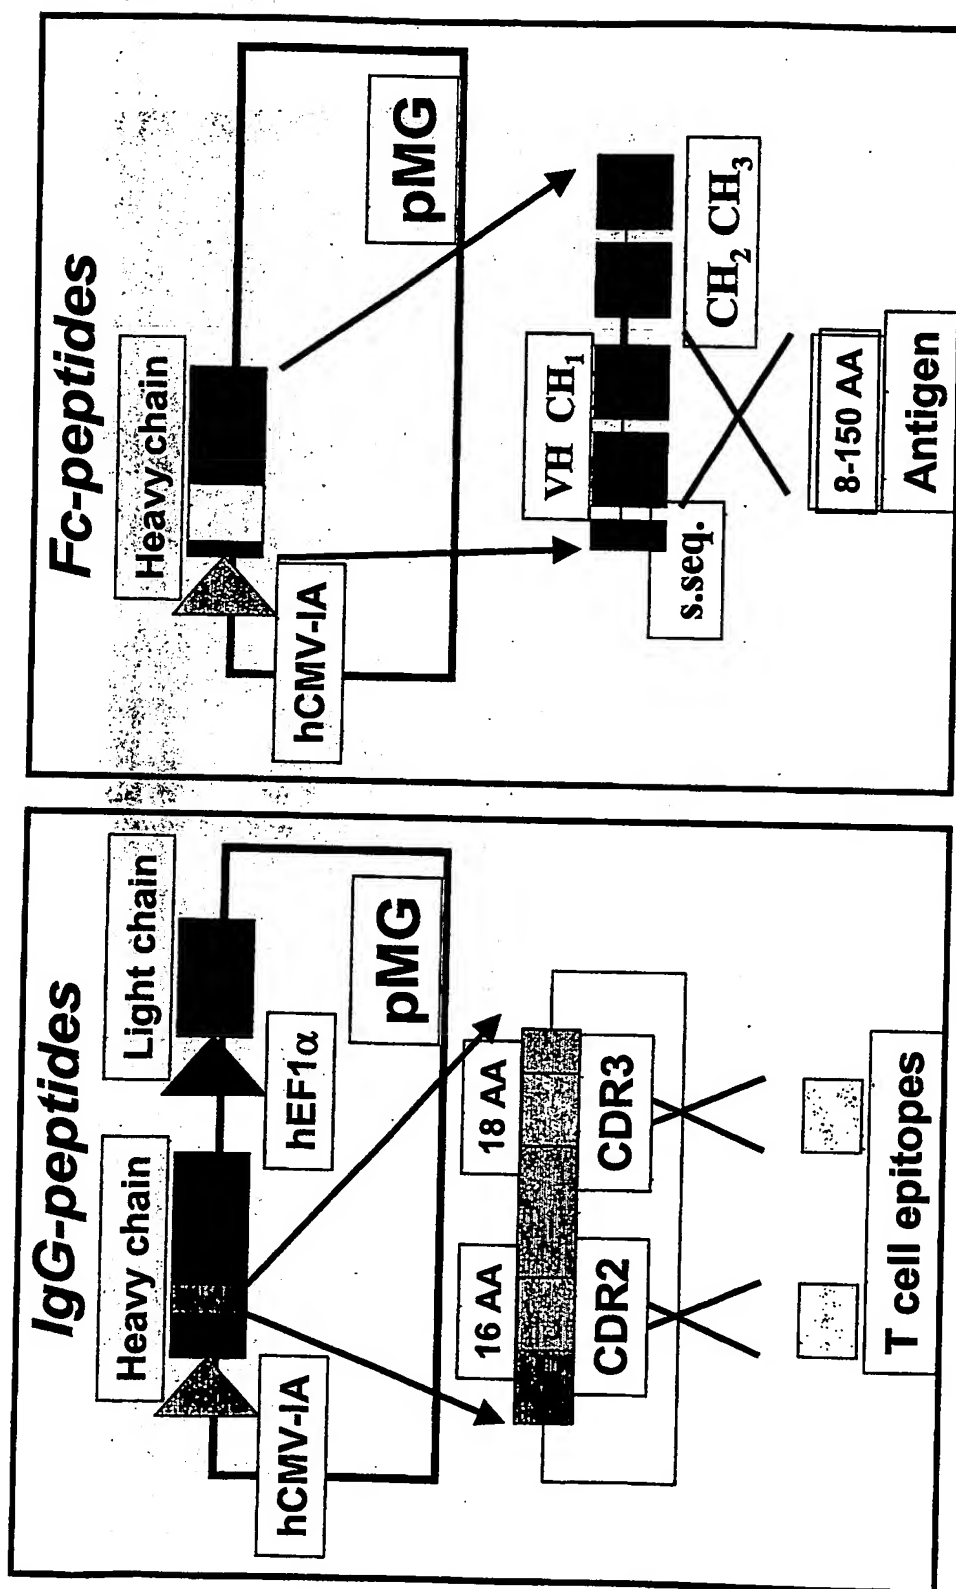 IgG-peptides
Heavy chain
Light chain
hCMV-IA
hEF1α
pMG
16 AA
18 AA
CDR2
CDR3
T cell epitopes
Fc-peptides
Heavy chain
hCMV-IA
pMG
VH CH1
s.seq.
CH2 CH3
8-150 AA
Antigen